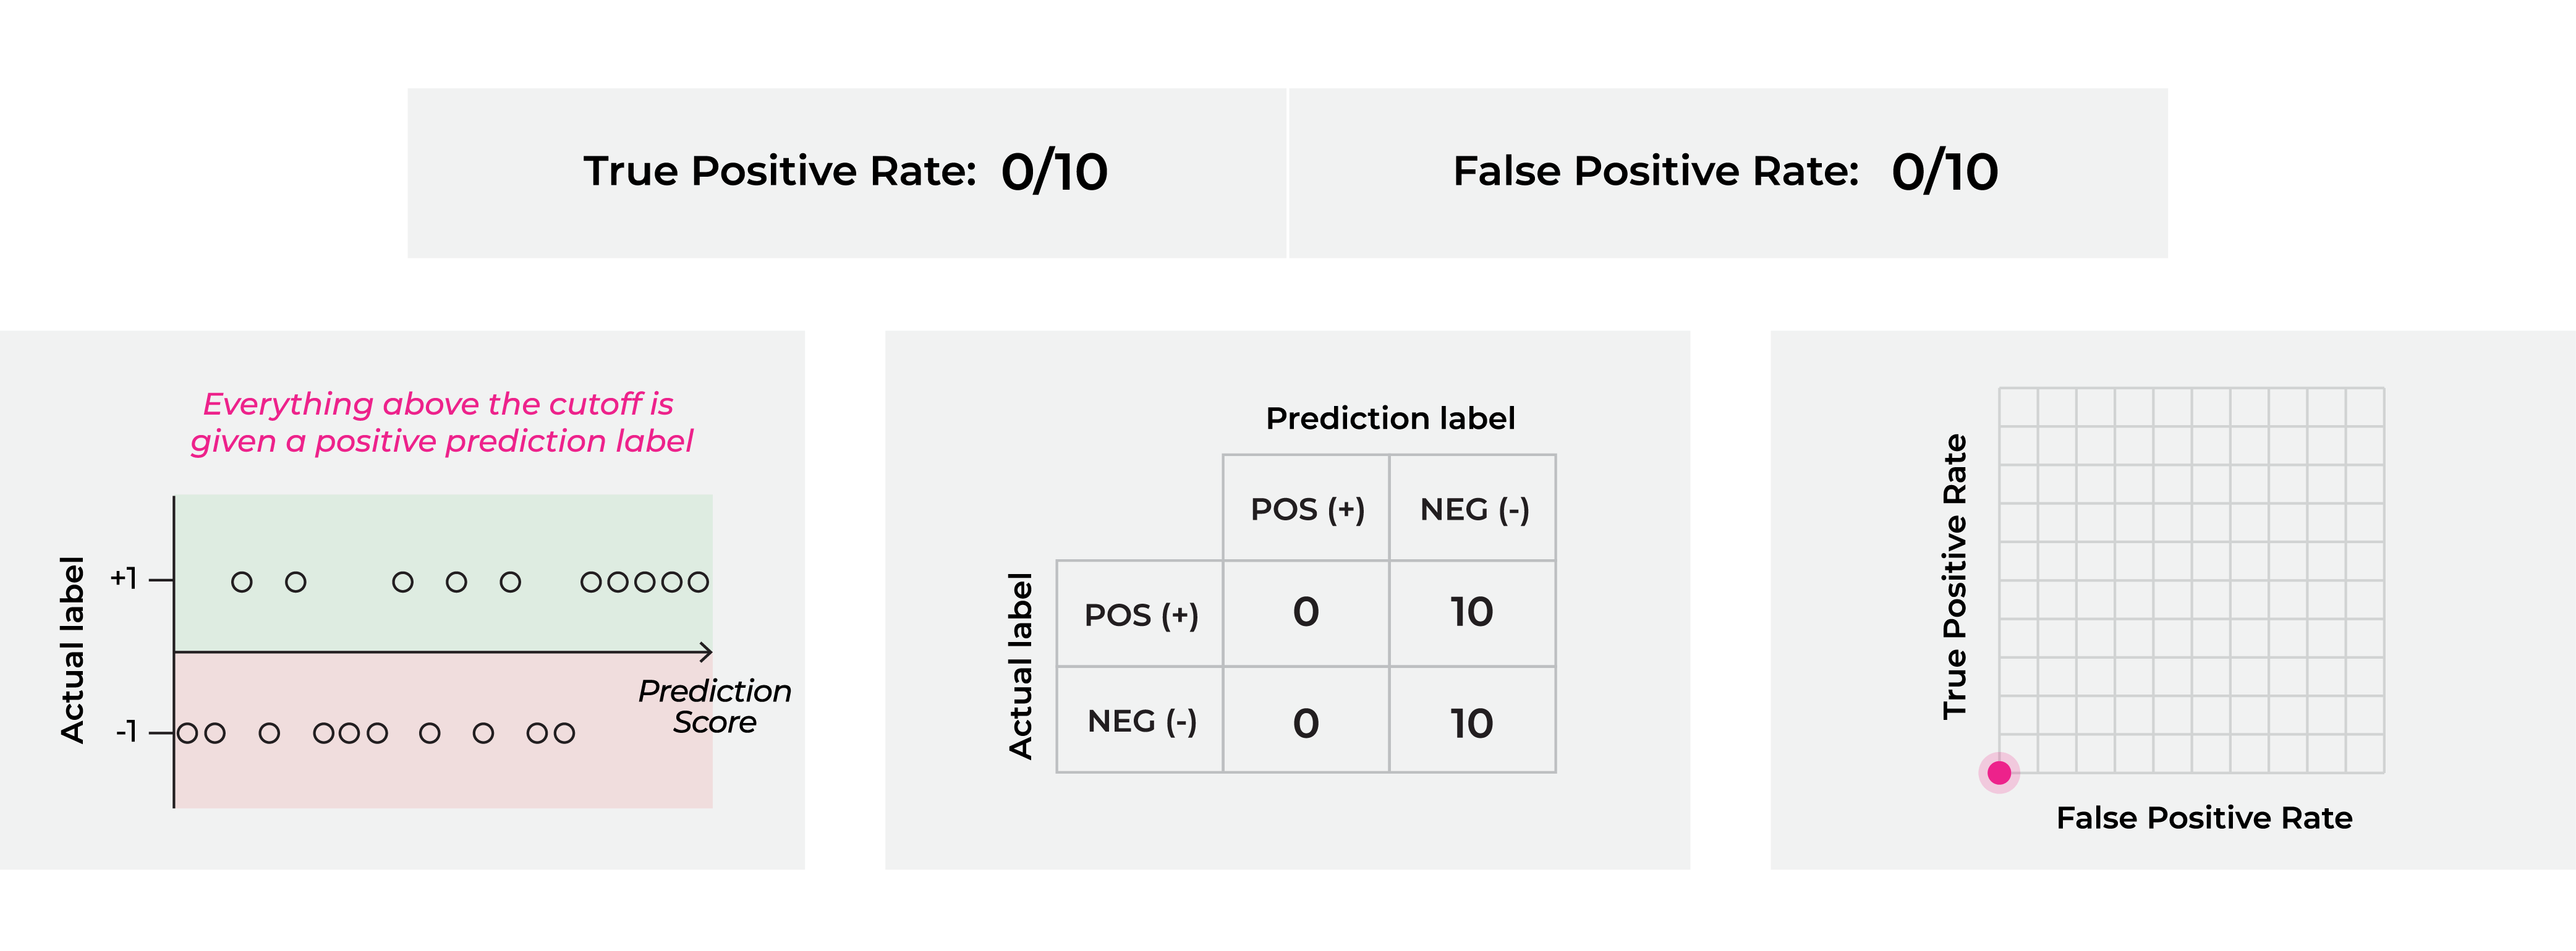 True Positive Rate: 0/10
False Positive Rate: 0/10
Everything above the cutoff is
given a positive prediction label
Actual label
+1
-1
Prediction
Score
Prediction label
POS (+) NEG (-)
Actual label
POS (+) 0 10
NEG (-) 0 10
True Positive Rate
False Positive Rate